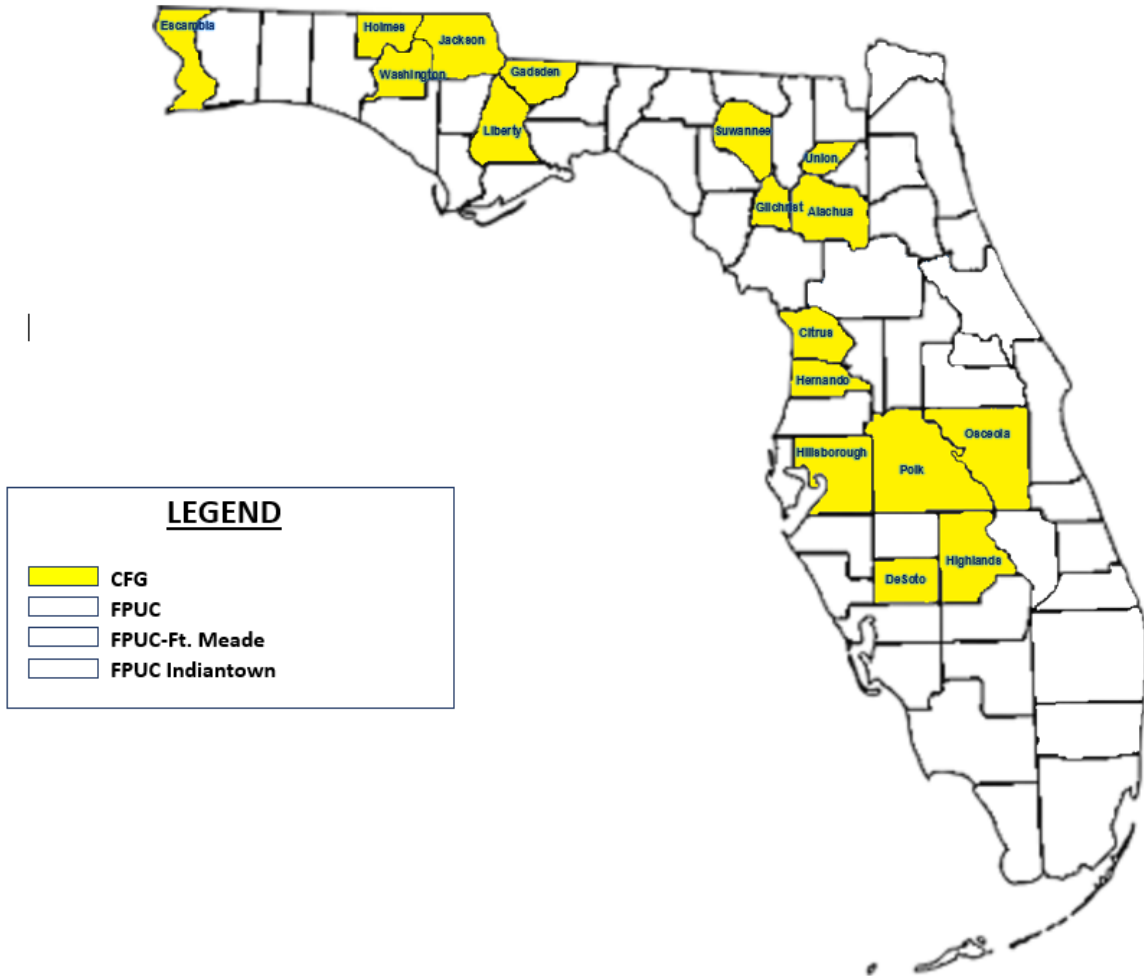 Escambia
Holmes
Jackson
Washington
Gadsden
Liberty
Suwannee
Union
Gilchrist
Alachua
Citrus
Hernando
Osceola
Hillsborough
Polk
Highlands
DeSoto
LEGEND
CFG
FPUC
FPUC-Ft. Meade
FPUC Indiantown